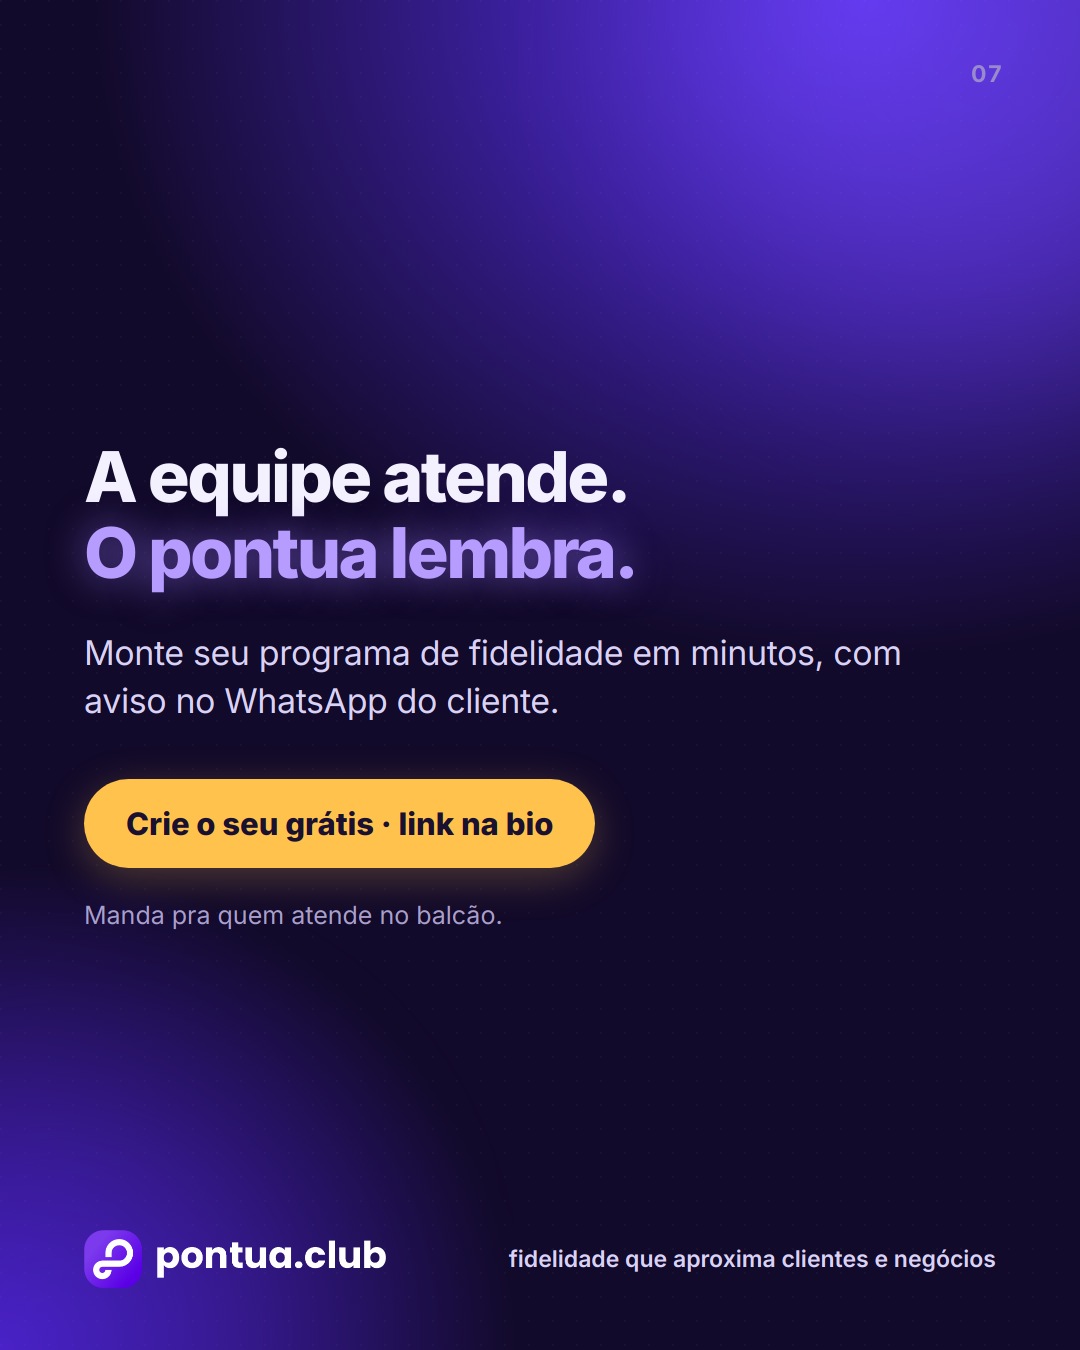 07
A equipe atende.
O pontua lembra.
Monte seu programa de fidelidade em minutos, com
aviso no WhatsApp do cliente.
Crie o seu grátis · link na bio
Manda pra quem atende no balcão.
pontua.club
fidelidade que aproxima clientes e negócios